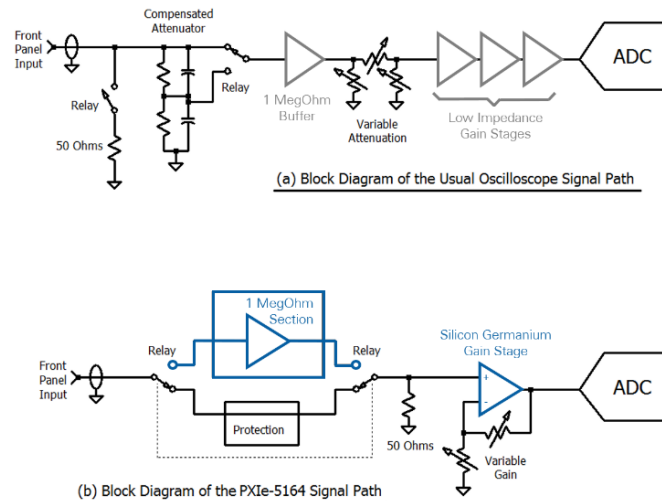 Front
Panel
Input
Compensated
Attenuator
Relay
50 Ohms
Relay
1 MegOhm
Buffer
Variable
Attenuation
Low Impedance
Gain Stages
ADC
(a) Block Diagram of the Usual Oscilloscope Signal Path
1 MegOhm
Section
Relay
Relay
Front
Panel
Input
Protection
50 Ohms
Silicon Germanium
Gain Stage
+
-
Variable
Gain
ADC
(b) Block Diagram of the PXIe-5164 Signal Path